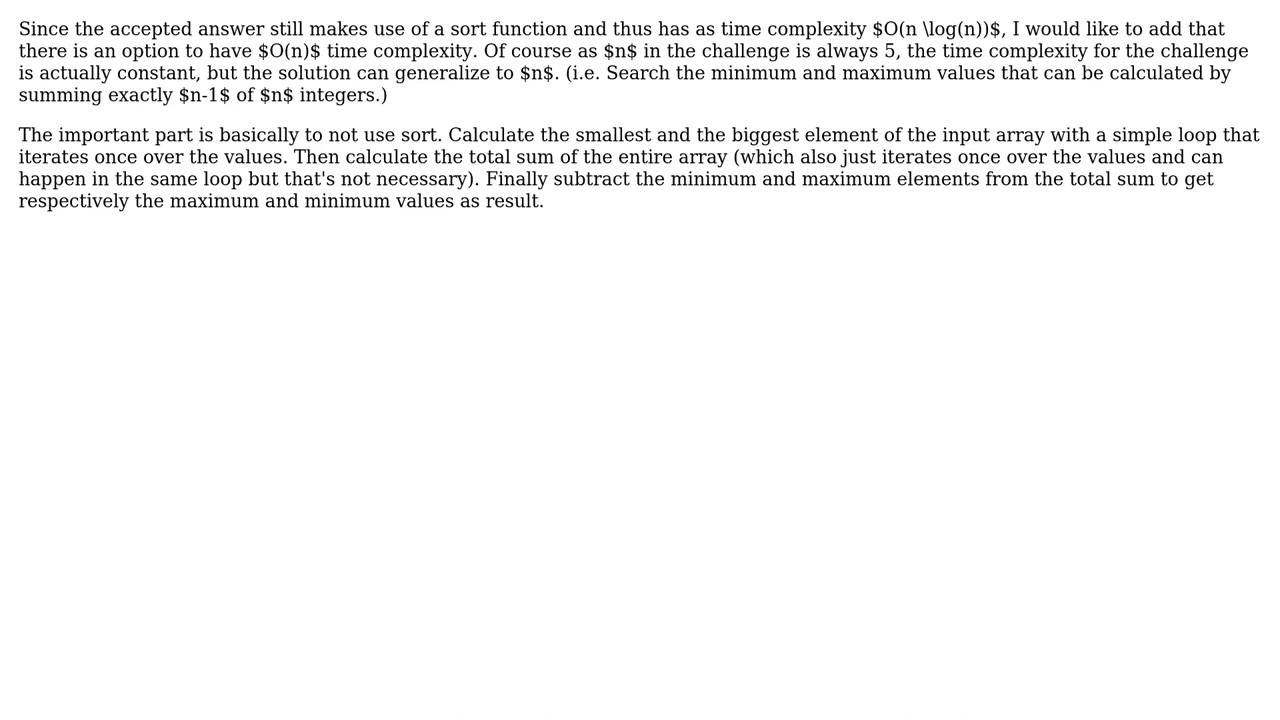 Since the accepted answer still makes use of a sort function and thus has as time complexity $O(n \log(n))$, I would like to add that
there is an option to have $O(n)$ time complexity. Of course as $n$ in the challenge is always 5, the time complexity for the challenge
is actually constant, but the solution can generalize to $n$. (i.e. Search the minimum and maximum values that can be calculated by
summing exactly $n-1$ of $n$ integers.)
The important part is basically to not use sort. Calculate the smallest and the biggest element of the input array with a simple loop that
iterates once over the values. Then calculate the total sum of the entire array (which also just iterates once over the values and can
happen in the same loop but that's not necessary). Finally subtract the minimum and maximum elements from the total sum to get
respectively the maximum and minimum values as result.